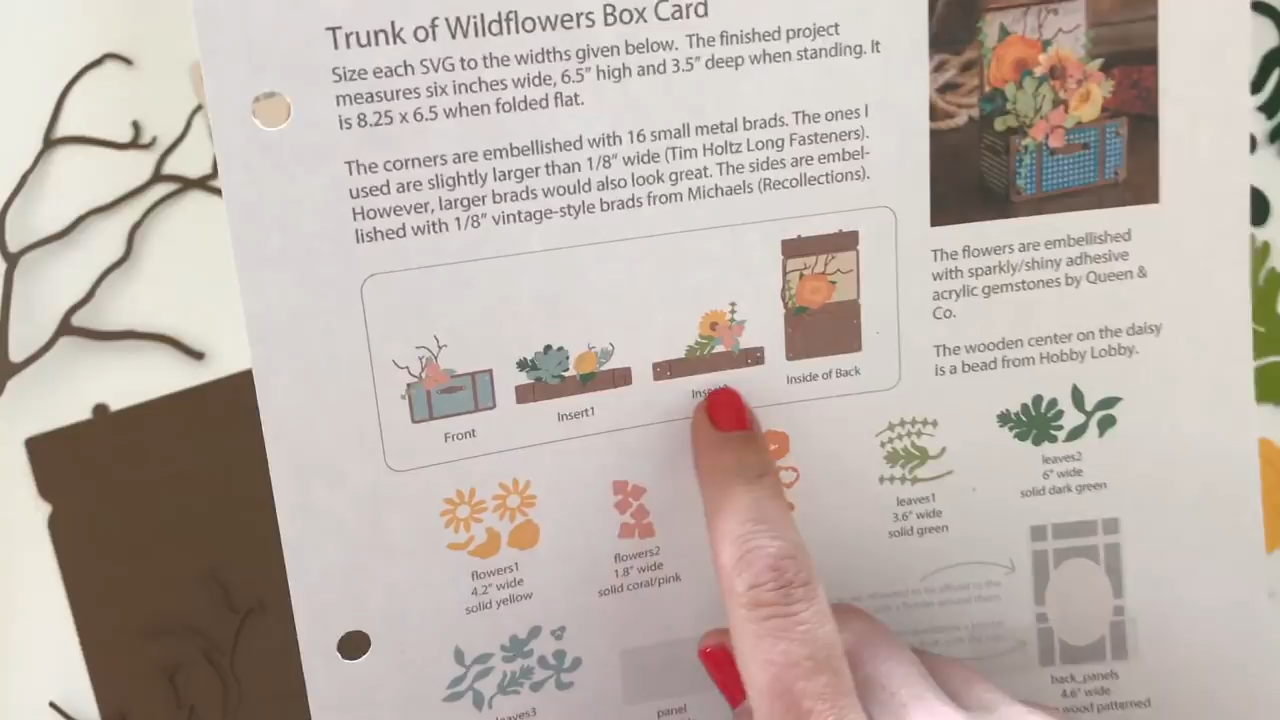 Trunk of Wildflowers Box Card
Size each SVG to the widths given below. The finished project
measures six inches wide, 6.5" high and 3.5" deep when standing. It
is 8.25 x 6.5 when folded flat.
The corners are embellished with 16 small metal brads. The ones I
used are slightly larger than 1/8" wide (Tim Holtz Long Fasteners).
However, larger brads would also look great. The sides are embel-
lished with 1/8" vintage-style brads from Michaels (Recollections).
The flowers are embellished
with sparkly/shiny adhesive
acrylic gemstones by Queen &
Co.
The wooden center on the daisy
is a bead from Hobby Lobby.
Front
Insert1
Inside of Back
flowers1
4.2" wide
solid yellow
flowers2
1.8" wide
solid coral/pink
leaves1
3.6" wide
solid green
leaves2
6" wide
solid dark green
panel
back_panels
4.6" wide
wood patterned